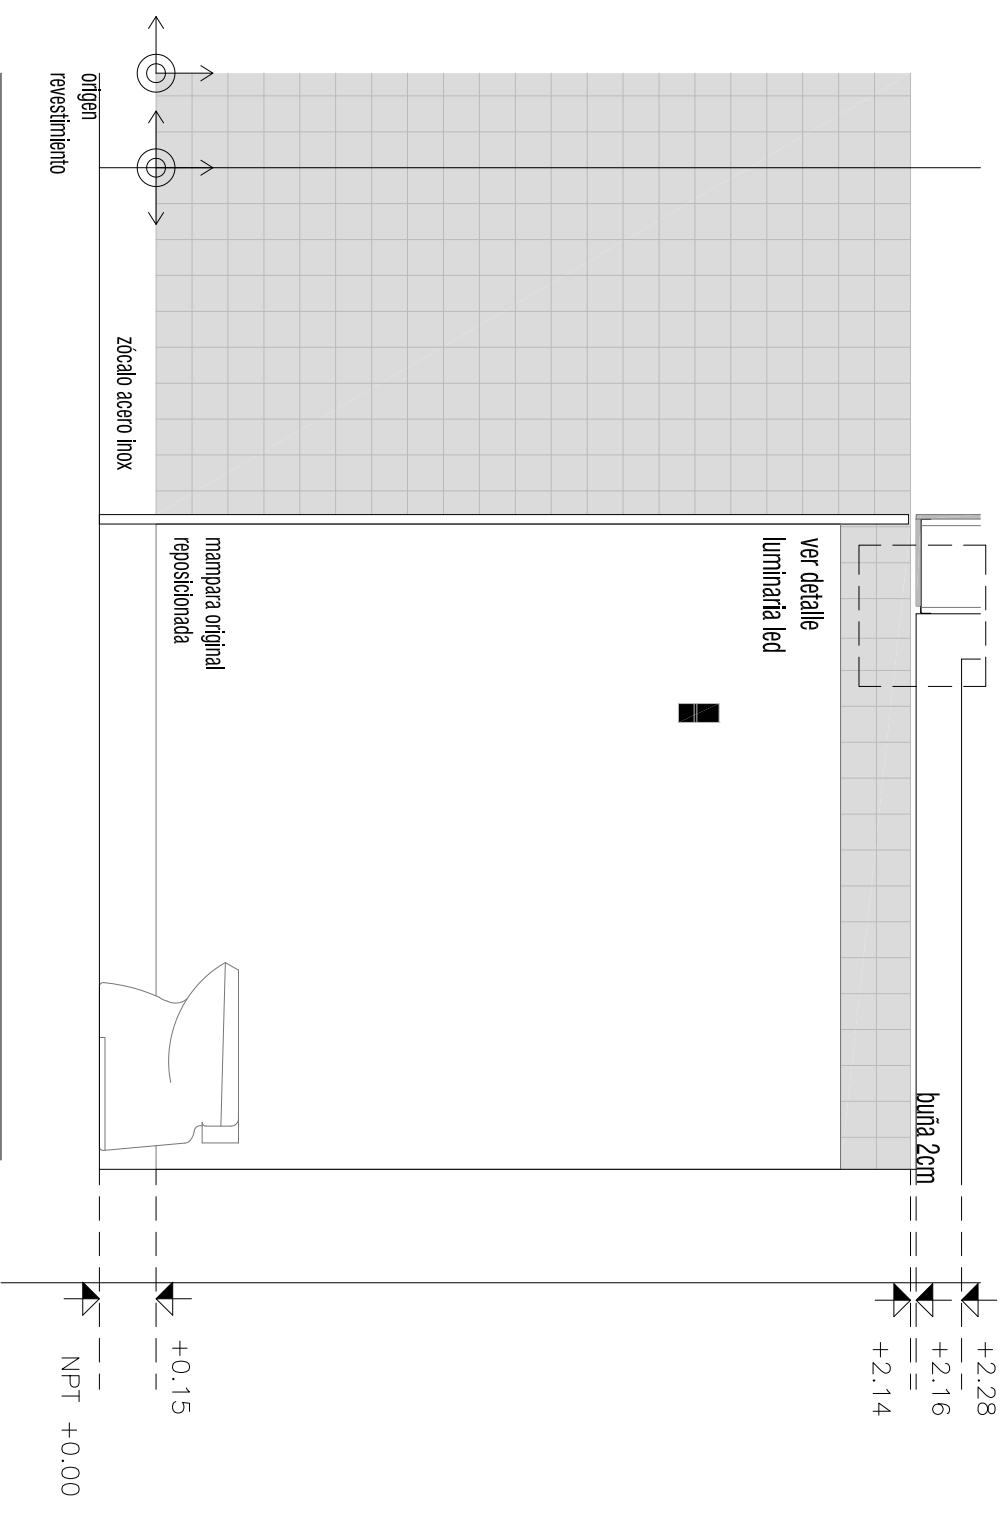 origen
revestimiento
zócalo acero inox
mampara original
reposicionada
ver detalle
luminaria led
buña 2cm
+2.28
+2.16
+2.14
+0.15
NPT +0.00